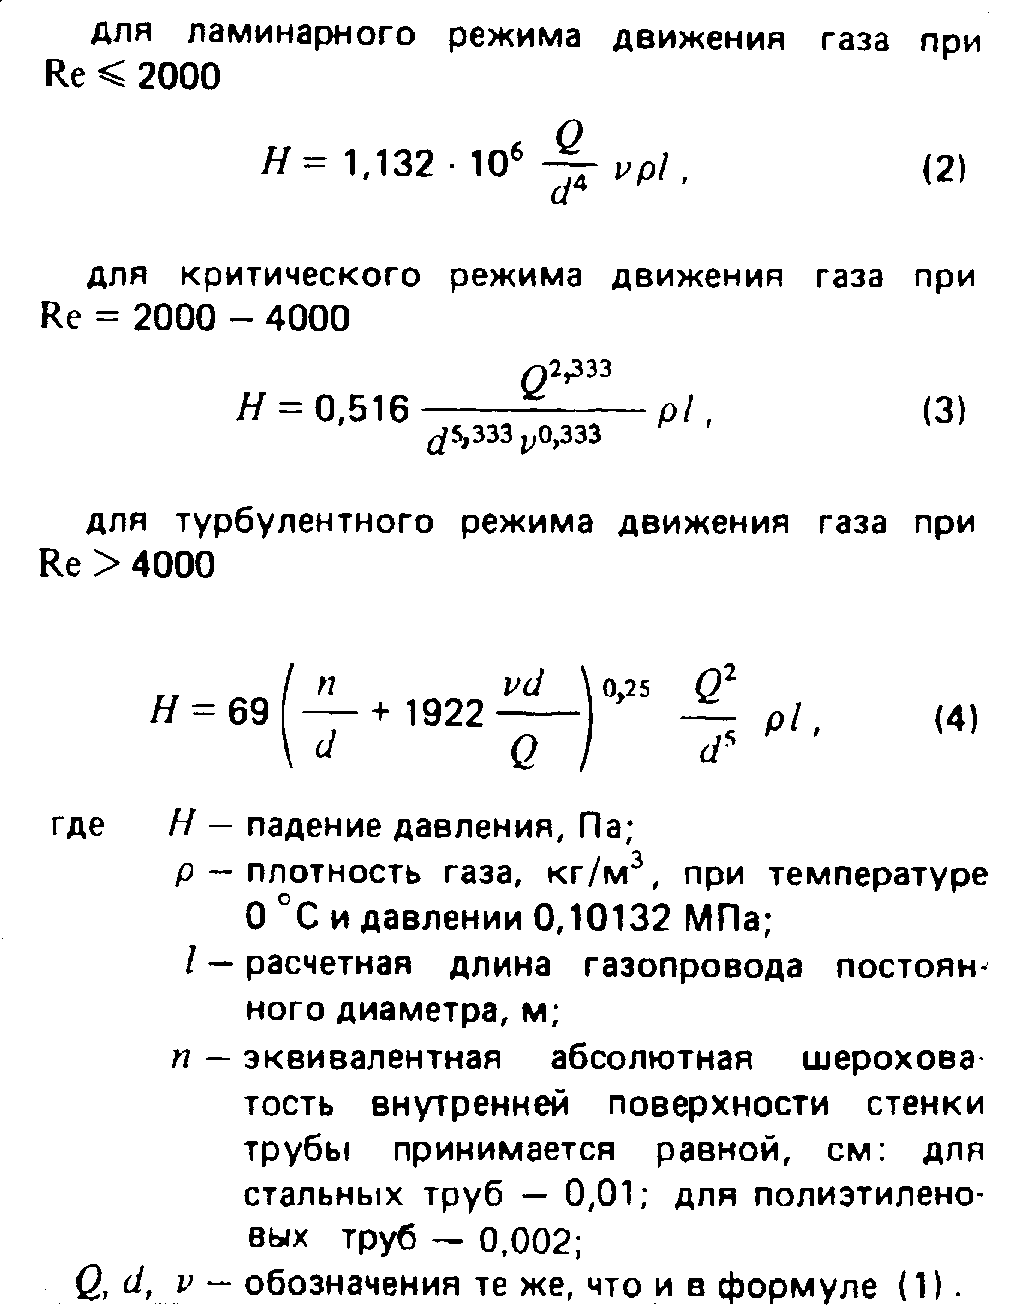 для ламинарного режима движения газа при
Re ⩽ 2000
H = 1,132 · 10⁶ Q/d⁴ νρl , (2)
для критического режима движения газа при
Re = 2000 — 4000
H = 0,516 Q^2,333/(d^5,333 ν^0,333) ρl , (3)
для турбулентного режима движения газа при
Re > 4000
H = 69 (n/d + 1922 νd/Q)^0,25 Q²/d⁵ ρl , (4)
где H — падение давления, Па;
ρ — плотность газа, кг/м³, при температуре
0 °С и давлении 0,10132 МПа;
l — расчетная длина газопровода постоян-
ного диаметра, м;
n — эквивалентная абсолютная шерохова-
тость внутренней поверхности стенки
трубы принимается равной, см: для
стальных труб — 0,01; для полиэтилено-
вых труб — 0,002;
Q, d, ν — обозначения те же, что и в формуле (1) .